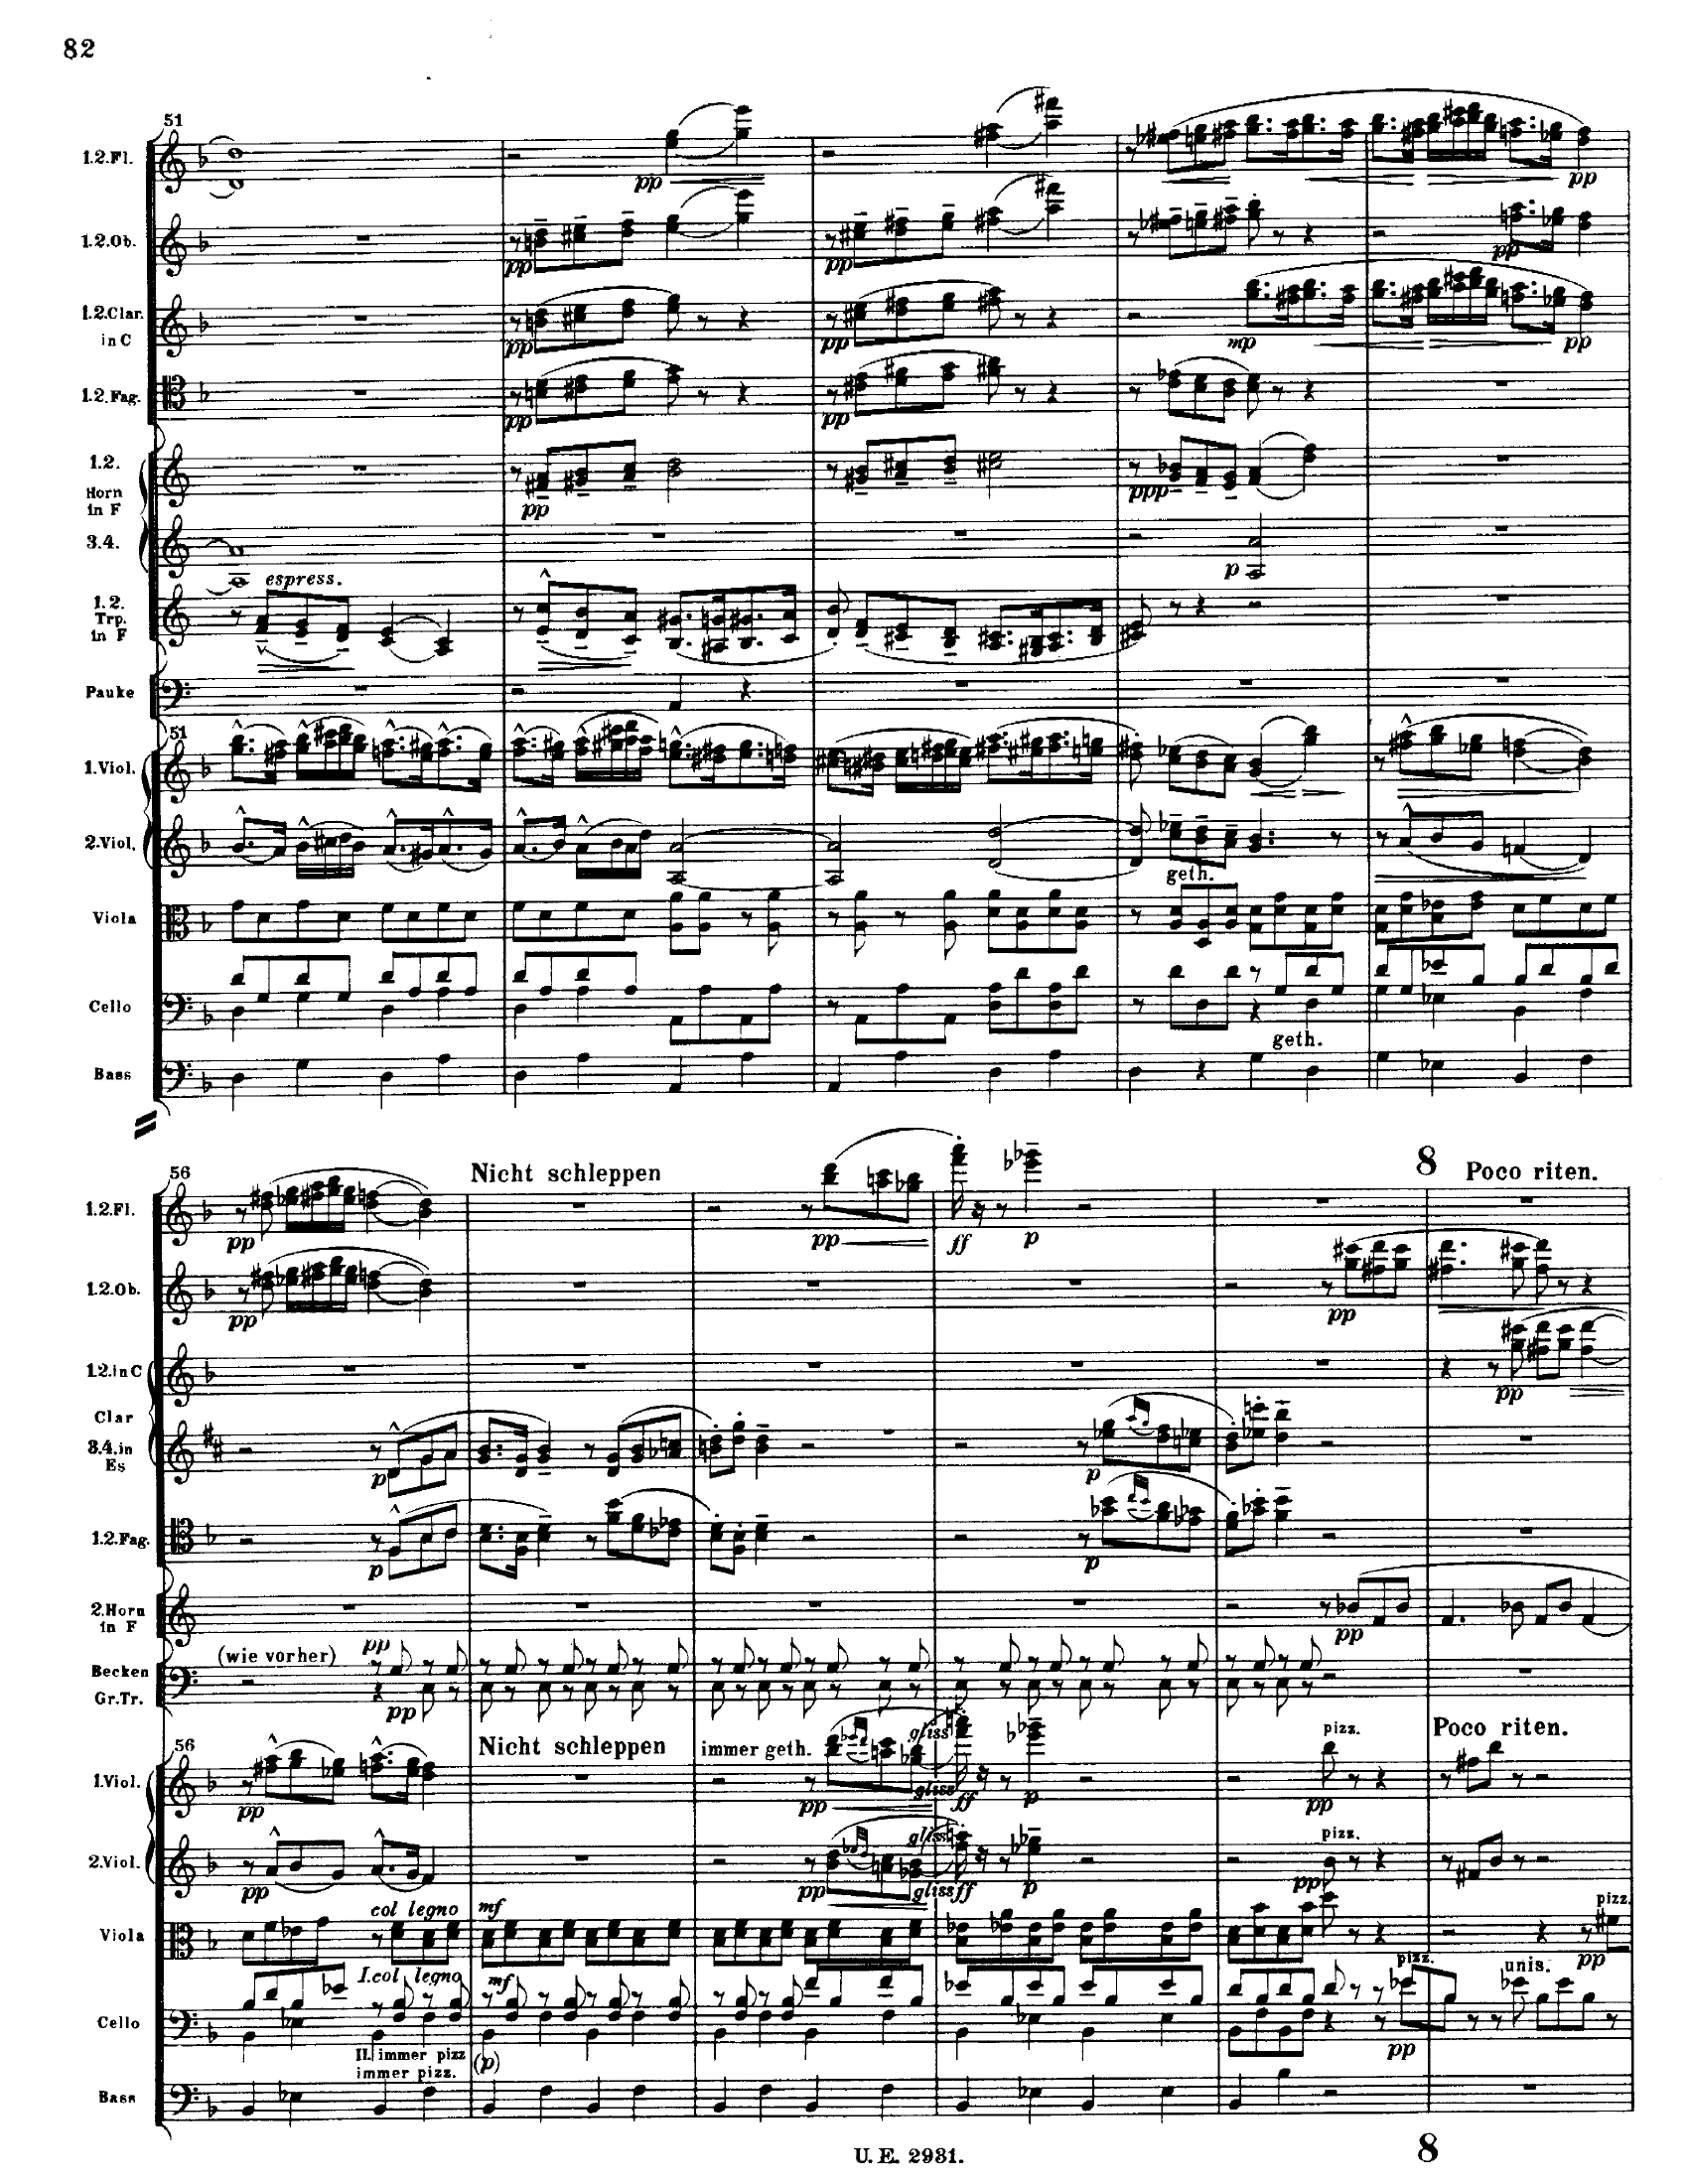 82
51
1.2.Fl.
pp
pp
1.2.Ob.
pp
pp
pp
1.2.Clar.
in C
pp
pp
pp
1.2.Fag.
pp
pp
1.2.
Horn
in F
pp
ppp
3.4.
p
espress.
1.2.
Trp.
in F
Pauke
51
1.Viol.
2.Viol.
geth.
Viola
Cello
geth.
Bass
56
Nicht schleppen
8
Poco riten.
1.2.Fl.
pp
pp
ff
p
1.2.Ob.
pp
pp
1.2.in C
pp
Clar
3.4.in
Es
p
p
1.2.Fag.
p
p
2.Horn
in F
pp
(wie vorher)
pp
Becken
Gr.Tr.
pp
56
Nicht schleppen
immer geth.
gliss
pizz.
Poco riten.
1.Viol.
pp
pp
gliss
ff
p
pp
2.Viol.
gliss
pizz.
pp
pp
gliss
ff
p
pp
col legno
mf
pizz.
Viola
pp
I.col legno
mf
pizz.
unis.
Cello
pp
II. immer pizz
(p)
immer pizz.
Bass
U.E. 2931.
8